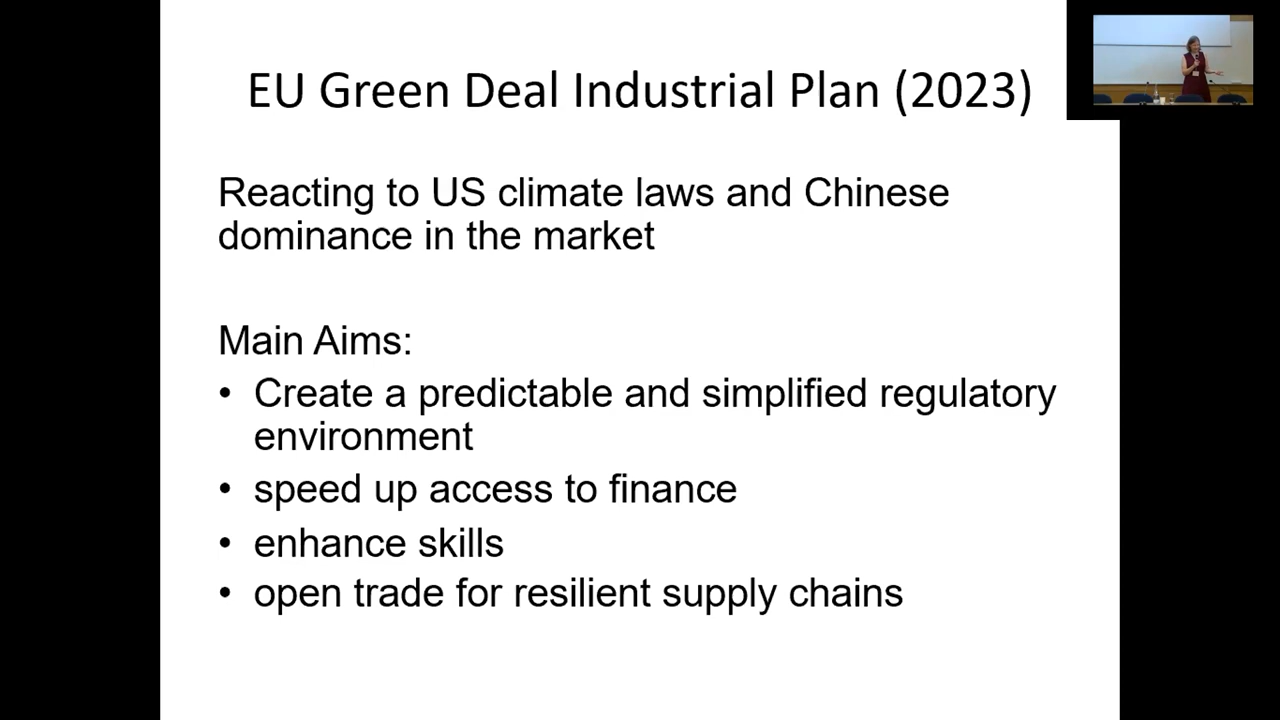 EU Green Deal Industrial Plan (2023)
Reacting to US climate laws and Chinese
dominance in the market
Main Aims:
• Create a predictable and simplified regulatory
environment
• speed up access to finance
• enhance skills
• open trade for resilient supply chains